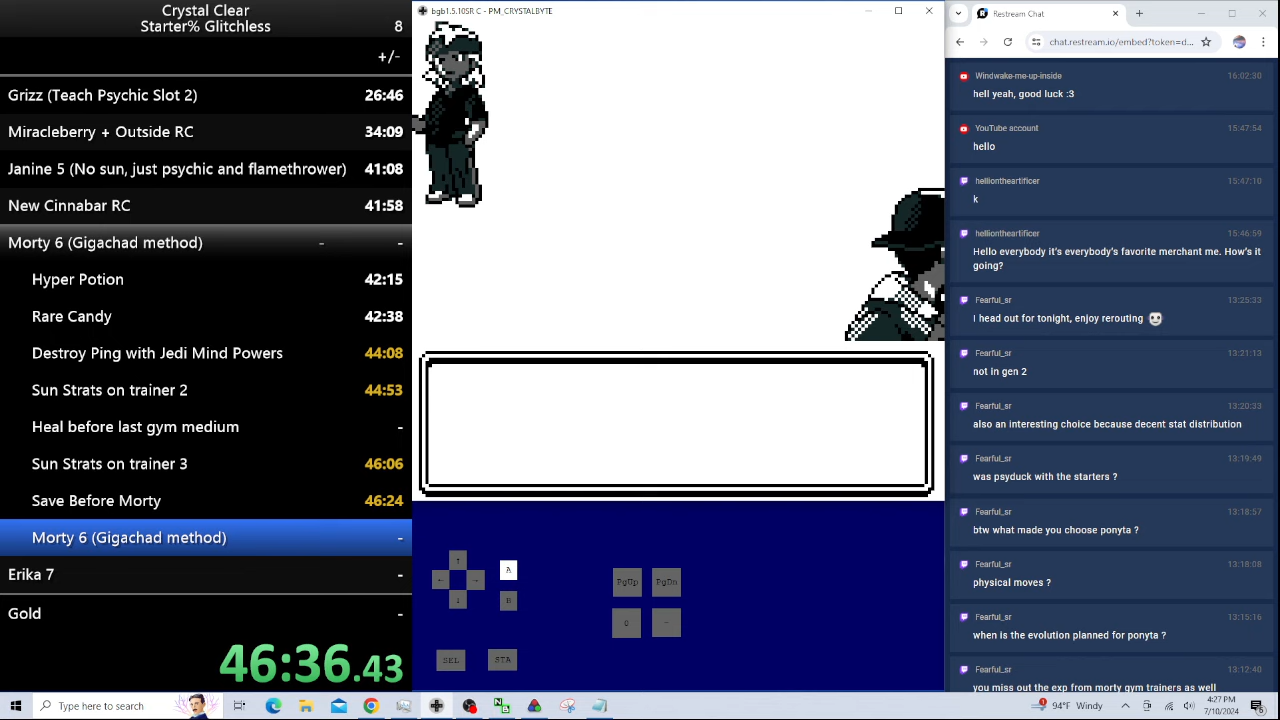 Crystal Clear
Starter% Glitchless 8
+/-
Grizz (Teach Psychic Slot 2) 26:46
Miracleberry + Outside RC 34:09
Janine 5 (No sun, just psychic and flamethrower) 41:08
New Cinnabar RC 41:58
Morty 6 (Gigachad method) - -
Hyper Potion 42:15
Rare Candy 42:38
Destroy Ping with Jedi Mind Powers 44:08
Sun Strats on trainer 2 44:53
Heal before last gym medium -
Sun Strats on trainer 3 46:06
Save Before Morty 46:24
Morty 6 (Gigachad method) -
Erika 7 -
Gold -
46:36.43
bgb1.5.10SR C - PM_CRYSTALBYTE
↑
← →
↓
A
B
SEL STA
PgUp PgDn
0 -
Restream Chat
chat.restream.io/
Windwake-me-up-inside 16:02:30
hell yeah, good luck :3
YouTube account 15:47:54
hello
helliontheartificer 15:47:10
k
helliontheartificer 15:46:59
Hello everybody it's everybody's favorite merchant me. How's it
going?
Fearful_sr 13:25:33
I head out for tonight, enjoy rerouting
Fearful_sr 13:21:13
not in gen 2
Fearful_sr 13:20:33
also an interesting choice because decent stat distribution
Fearful_sr 13:19:49
was psyduck with the starters ?
Fearful_sr 13:18:57
btw what made you choose ponyta ?
Fearful_sr 13:18:08
physical moves ?
Fearful_sr 13:15:16
when is the evolution planned for ponyta ?
Fearful_sr 13:12:40
you miss out the exp from morty gym trainers as well
Type here to search
94°F Windy
4:27 PM
7/10/2024